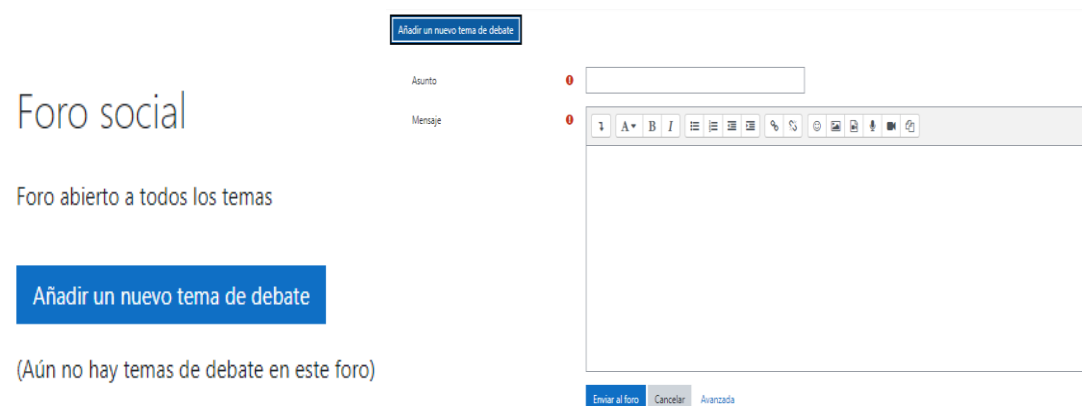 Foro social
Foro abierto a todos los temas
Añadir un nuevo tema de debate
(Aún no hay temas de debate en este foro)
Añadir un nuevo tema de debate
Asunto
Mensaje
A B I
Enviar al foro Cancelar Avanzada